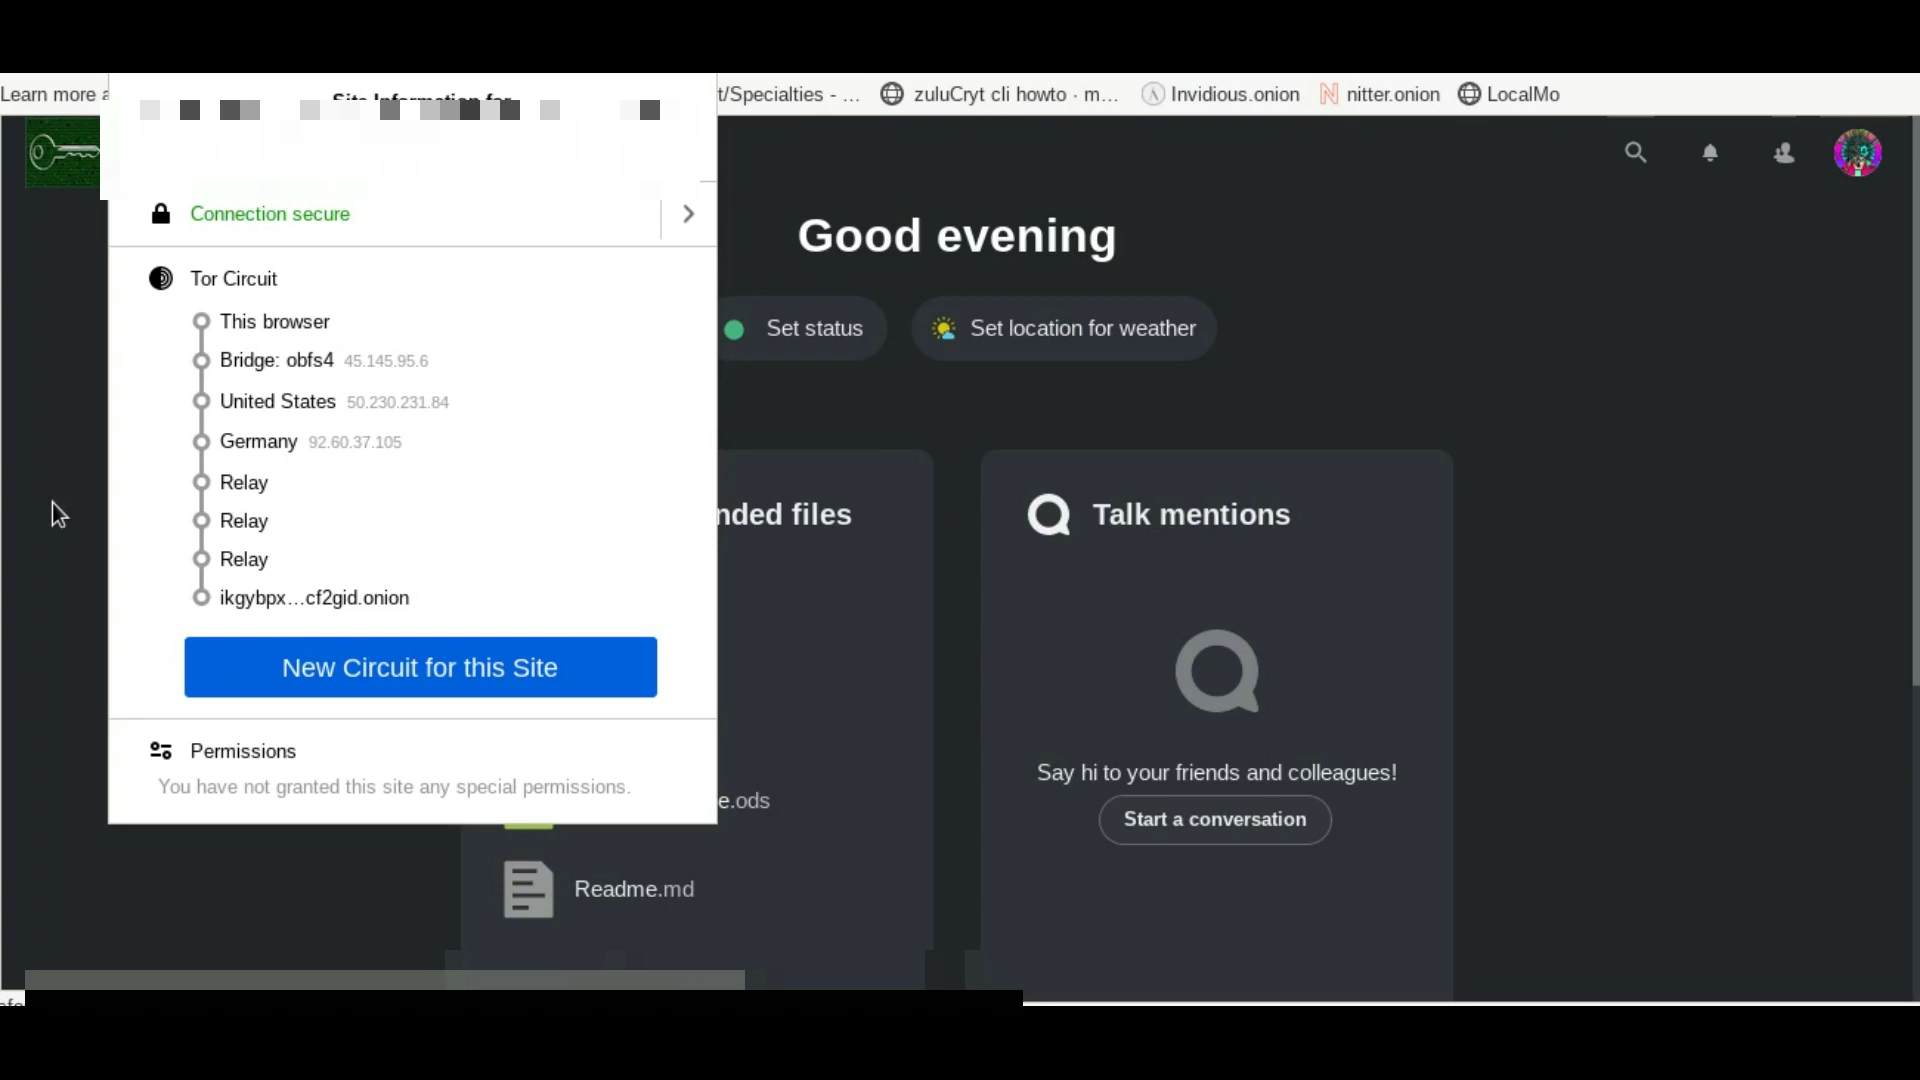 Learn more a
t/Specialties - ...
zuluCryt cli howto · m...
Invidious.onion
nitter.onion
LocalMo
Site Information for
Connection secure
Good evening
Tor Circuit
This browser
Set status
Set location for weather
Bridge: obfs4 45.145.95.6
United States 50.230.231.84
Germany 92.60.37.105
Relay
Relay
Relay
ikgybpx...cf2gid.onion
nded files
Talk mentions
New Circuit for this Site
Permissions
You have not granted this site any special permissions.
Say hi to your friends and colleagues!
e.ods
Start a conversation
Readme.md